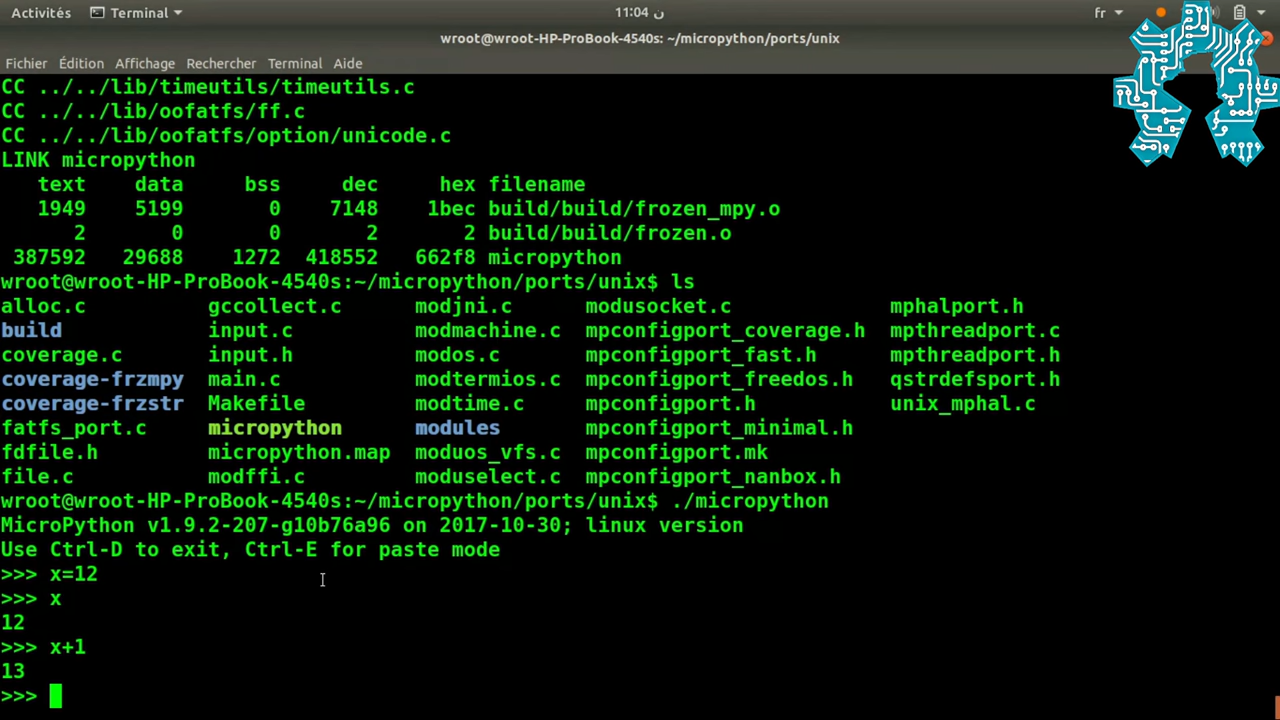 Activités Terminal 11:04 ن fr
wroot@wroot-HP-ProBook-4540s: ~/micropython/ports/unix
Fichier Édition Affichage Rechercher Terminal Aide
CC ../../lib/timeutils/timeutils.c
CC ../../lib/oofatfs/ff.c
CC ../../lib/oofatfs/option/unicode.c
LINK micropython
text data bss dec hex filename
1949 5199 0 7148 1bec build/build/frozen_mpy.o
2 0 0 2 2 build/build/frozen.o
387592 29688 1272 418552 662f8 micropython
wroot@wroot-HP-ProBook-4540s:~/micropython/ports/unix$ ls
alloc.c gccollect.c modjni.c modusocket.c mphalport.h
build input.c modmachine.c mpconfigport_coverage.h mpthreadport.c
coverage.c input.h modos.c mpconfigport_fast.h mpthreadport.h
coverage-frzmpy main.c modtermios.c mpconfigport_freedos.h qstrdefsport.h
coverage-frzstr Makefile modtime.c mpconfigport.h unix_mphal.c
fatfs_port.c micropython modules mpconfigport_minimal.h
fdfile.h micropython.map moduos_vfs.c mpconfigport.mk
file.c modffi.c moduselect.c mpconfigport_nanbox.h
wroot@wroot-HP-ProBook-4540s:~/micropython/ports/unix$ ./micropython
MicroPython v1.9.2-207-g10b76a96 on 2017-10-30; linux version
Use Ctrl-D to exit, Ctrl-E for paste mode
>>> x=12
>>> x
12
>>> x+1
13
>>>